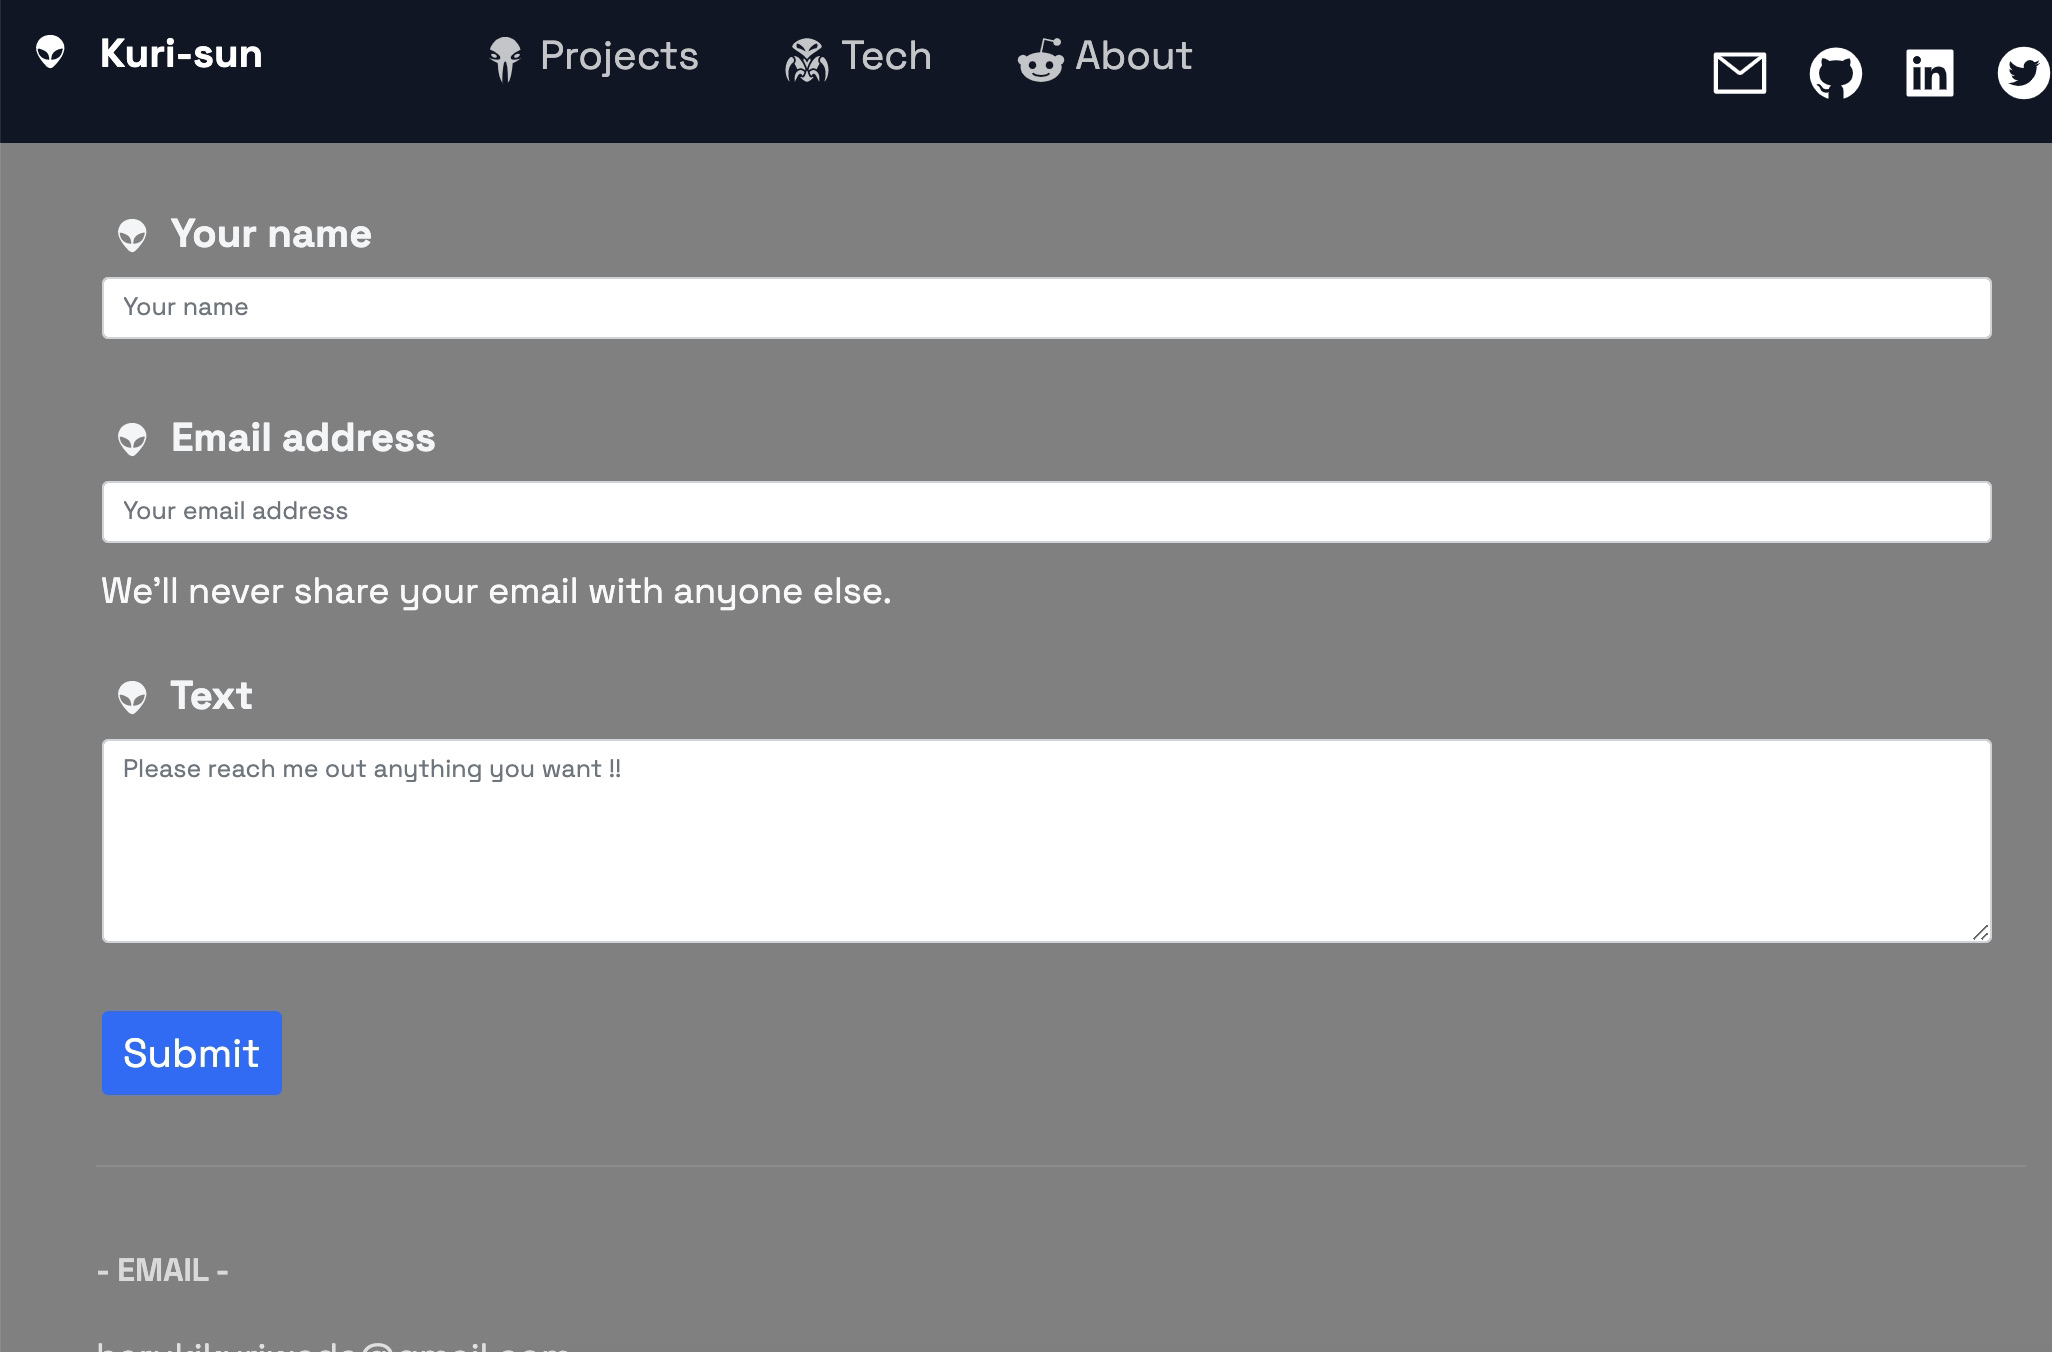 Kuri-sun
Projects
Tech
About
Your name
Your name
Email address
Your email address
We'll never share your email with anyone else.
Text
Please reach me out anything you want !!
Submit
- EMAIL -